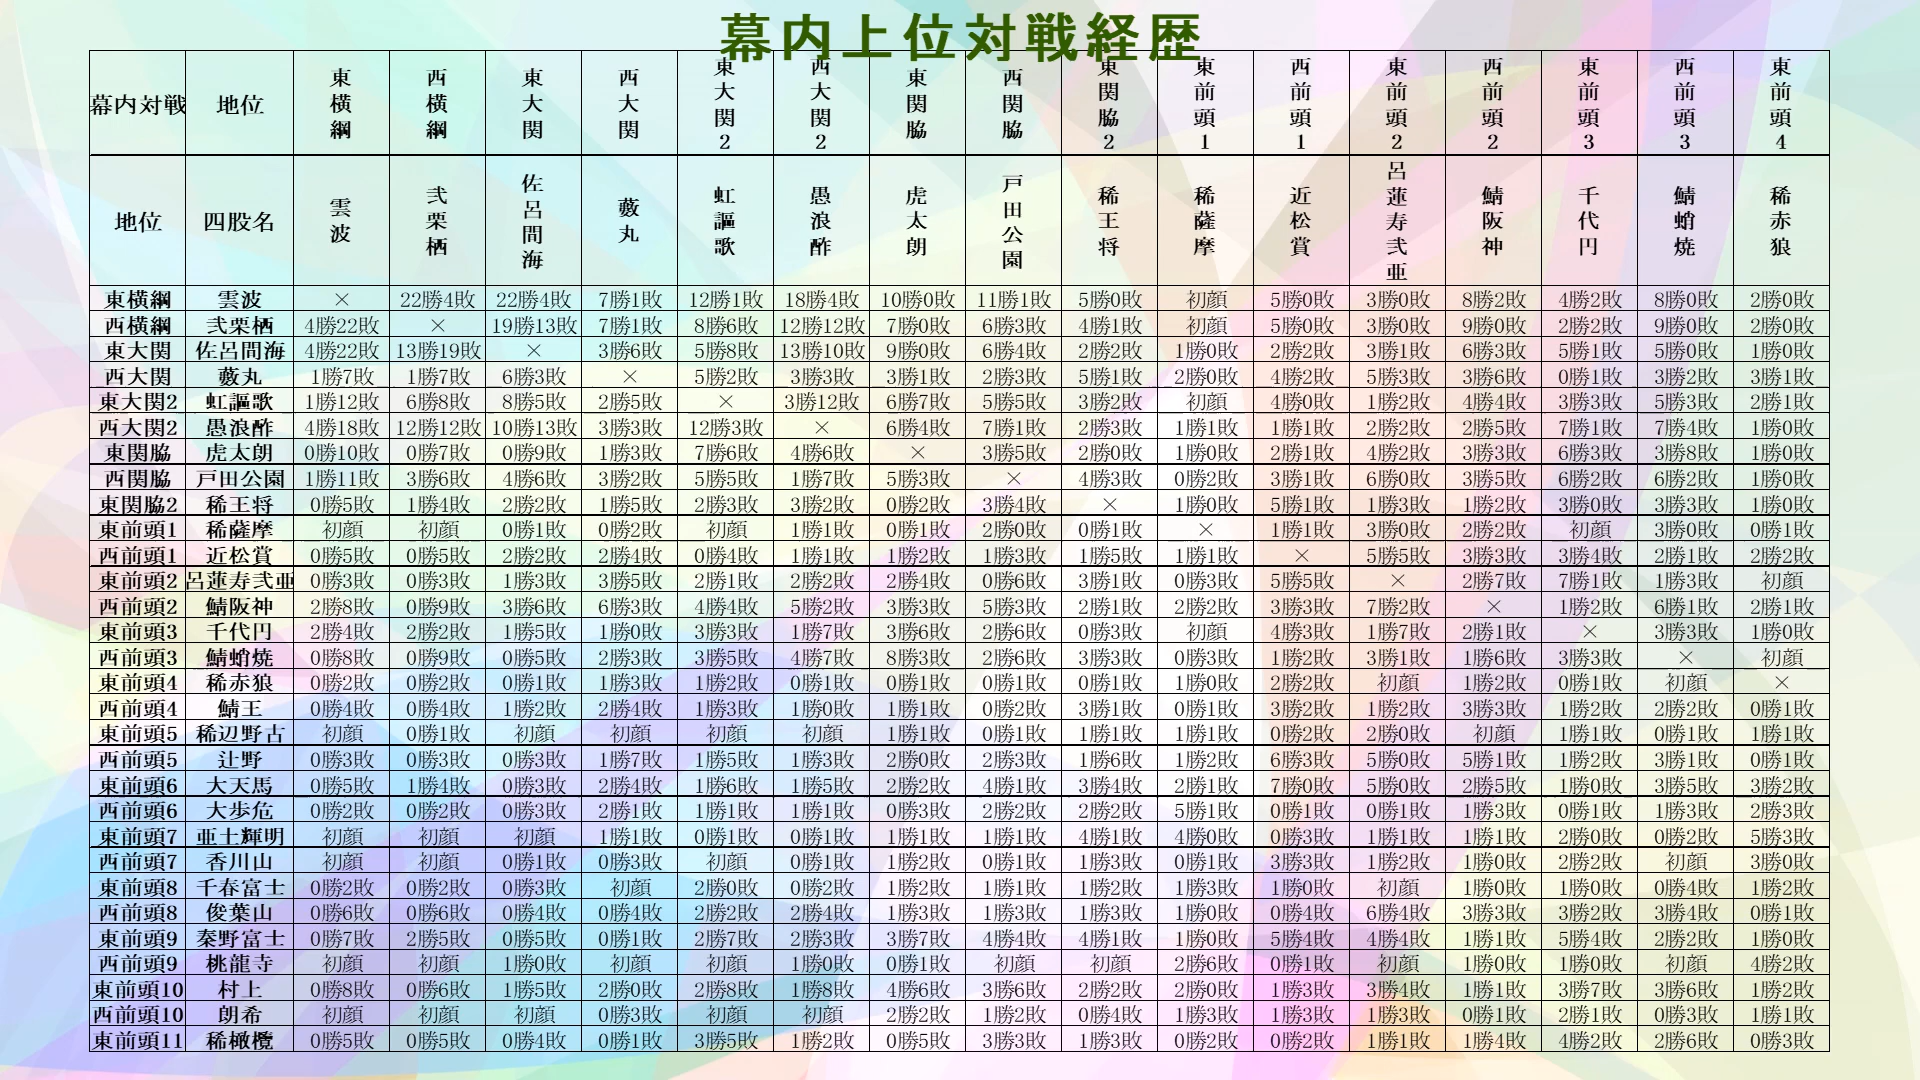 幕内上位対戦経歴
幕内対戦 地位 東横綱 西横綱 東大関 西大関 東大関2 西大関2 東関脇 西関脇 東関脇2 東前頭1 西前頭1 東前頭2 西前頭2 東前頭3 西前頭3 東前頭4
地位 四股名 雲波 弐栗栖 佐呂間海 藪丸 虹謳歌 愚浪酢 虎太朗 戸田公園 稀王将 稀薩摩 近松賞 呂蓮寿弐亜 鯖阪神 千代円 鯖蛸焼 稀赤狼
東横綱 雲波 × 22勝4敗 22勝4敗 7勝1敗 12勝1敗 18勝4敗 10勝0敗 11勝1敗 5勝0敗 初顔 5勝0敗 3勝0敗 8勝2敗 4勝2敗 8勝0敗 2勝0敗
西横綱 弐栗栖 4勝22敗 × 19勝13敗 7勝1敗 8勝6敗 12勝12敗 7勝0敗 6勝3敗 4勝1敗 初顔 5勝0敗 3勝0敗 9勝0敗 2勝2敗 9勝0敗 2勝0敗
東大関 佐呂間海 4勝22敗 13勝19敗 × 3勝6敗 5勝8敗 13勝10敗 9勝0敗 6勝4敗 2勝2敗 1勝0敗 2勝2敗 3勝1敗 6勝3敗 5勝1敗 5勝0敗 1勝0敗
西大関 藪丸 1勝7敗 1勝7敗 6勝3敗 × 5勝2敗 3勝3敗 3勝1敗 2勝3敗 5勝1敗 2勝0敗 4勝2敗 5勝3敗 3勝6敗 0勝1敗 3勝2敗 3勝1敗
東大関2 虹謳歌 1勝12敗 6勝8敗 8勝5敗 2勝5敗 × 3勝12敗 6勝7敗 5勝5敗 3勝2敗 初顔 4勝0敗 1勝2敗 4勝4敗 3勝3敗 5勝3敗 2勝1敗
西大関2 愚浪酢 4勝18敗 12勝12敗 10勝13敗 3勝3敗 12勝3敗 × 6勝4敗 7勝1敗 2勝3敗 1勝1敗 1勝1敗 2勝2敗 2勝5敗 7勝1敗 7勝4敗 1勝0敗
東関脇 虎太朗 0勝10敗 0勝7敗 0勝9敗 1勝3敗 7勝6敗 4勝6敗 × 3勝5敗 2勝0敗 1勝0敗 2勝1敗 4勝2敗 3勝3敗 6勝3敗 3勝8敗 1勝0敗
西関脇 戸田公園 1勝11敗 3勝6敗 4勝6敗 3勝2敗 5勝5敗 1勝7敗 5勝3敗 × 4勝3敗 0勝2敗 3勝1敗 6勝0敗 3勝5敗 6勝2敗 6勝2敗 1勝0敗
東関脇2 稀王将 0勝5敗 1勝4敗 2勝2敗 1勝5敗 2勝3敗 3勝2敗 0勝2敗 3勝4敗 × 1勝0敗 5勝1敗 1勝3敗 1勝2敗 3勝0敗 3勝3敗 1勝0敗
東前頭1 稀薩摩 初顔 初顔 0勝1敗 0勝2敗 初顔 1勝1敗 0勝1敗 2勝0敗 0勝1敗 × 1勝1敗 3勝0敗 2勝2敗 初顔 3勝0敗 0勝1敗
西前頭1 近松賞 0勝5敗 0勝5敗 2勝2敗 2勝4敗 0勝4敗 1勝1敗 1勝2敗 1勝3敗 1勝5敗 1勝1敗 × 5勝5敗 3勝3敗 3勝4敗 2勝1敗 2勝2敗
東前頭2 呂蓮寿弐亜 0勝3敗 0勝3敗 1勝3敗 3勝5敗 2勝1敗 2勝2敗 2勝4敗 0勝6敗 3勝1敗 0勝3敗 5勝5敗 × 2勝7敗 7勝1敗 1勝3敗 初顔
西前頭2 鯖阪神 2勝8敗 0勝9敗 3勝6敗 6勝3敗 4勝4敗 5勝2敗 3勝3敗 5勝3敗 2勝1敗 2勝2敗 3勝3敗 7勝2敗 × 1勝2敗 6勝1敗 2勝1敗
東前頭3 千代円 2勝4敗 2勝2敗 1勝5敗 1勝0敗 3勝3敗 1勝7敗 3勝6敗 2勝6敗 0勝3敗 初顔 4勝3敗 1勝7敗 2勝1敗 × 3勝3敗 1勝0敗
西前頭3 鯖蛸焼 0勝8敗 0勝9敗 0勝5敗 2勝3敗 3勝5敗 4勝7敗 8勝3敗 2勝6敗 3勝3敗 0勝3敗 1勝2敗 3勝1敗 1勝6敗 3勝3敗 × 初顔
東前頭4 稀赤狼 0勝2敗 0勝2敗 0勝1敗 1勝3敗 1勝2敗 0勝1敗 0勝1敗 0勝1敗 0勝1敗 1勝0敗 2勝2敗 初顔 1勝2敗 0勝1敗 初顔 ×
西前頭4 鯖王 0勝4敗 0勝4敗 1勝2敗 2勝4敗 1勝3敗 1勝0敗 1勝1敗 0勝2敗 3勝1敗 0勝1敗 3勝2敗 1勝2敗 3勝3敗 1勝2敗 2勝2敗 0勝1敗
東前頭5 稀辺野古 初顔 0勝1敗 初顔 初顔 初顔 初顔 1勝1敗 0勝1敗 1勝1敗 1勝1敗 0勝2敗 2勝0敗 初顔 1勝1敗 0勝1敗 1勝1敗
西前頭5 辻野 0勝3敗 0勝3敗 0勝3敗 1勝7敗 1勝5敗 1勝3敗 2勝0敗 2勝3敗 1勝6敗 1勝2敗 6勝3敗 5勝0敗 5勝1敗 1勝2敗 3勝1敗 0勝1敗
東前頭6 大天馬 0勝5敗 1勝4敗 0勝3敗 2勝4敗 1勝6敗 1勝5敗 2勝2敗 4勝1敗 3勝4敗 2勝1敗 7勝0敗 5勝0敗 2勝5敗 1勝0敗 3勝5敗 3勝2敗
西前頭6 大歩危 0勝2敗 0勝2敗 0勝3敗 2勝1敗 1勝1敗 1勝1敗 0勝3敗 2勝2敗 2勝2敗 5勝1敗 0勝1敗 0勝1敗 1勝3敗 0勝1敗 1勝3敗 2勝3敗
東前頭7 亜土輝明 初顔 初顔 初顔 1勝1敗 0勝1敗 0勝1敗 1勝1敗 1勝1敗 4勝1敗 4勝0敗 0勝3敗 1勝1敗 1勝1敗 2勝0敗 0勝2敗 5勝3敗
西前頭7 香川山 初顔 初顔 0勝1敗 0勝3敗 初顔 0勝1敗 1勝2敗 0勝1敗 1勝3敗 0勝1敗 3勝3敗 1勝2敗 1勝0敗 2勝2敗 初顔 3勝0敗
東前頭8 千春富士 0勝2敗 0勝2敗 0勝3敗 初顔 2勝0敗 0勝2敗 1勝2敗 1勝1敗 1勝2敗 1勝3敗 1勝0敗 初顔 1勝0敗 1勝0敗 0勝4敗 1勝2敗
西前頭8 俊葉山 0勝6敗 0勝6敗 0勝4敗 0勝4敗 2勝2敗 2勝4敗 1勝3敗 1勝3敗 1勝3敗 1勝0敗 0勝4敗 6勝4敗 3勝3敗 3勝2敗 3勝4敗 0勝1敗
東前頭9 秦野富士 0勝7敗 2勝5敗 0勝5敗 0勝1敗 2勝7敗 2勝3敗 3勝7敗 4勝4敗 4勝1敗 1勝0敗 5勝4敗 4勝4敗 1勝1敗 5勝4敗 2勝2敗 1勝0敗
西前頭9 桃龍寺 初顔 初顔 1勝0敗 初顔 初顔 1勝0敗 0勝1敗 初顔 初顔 2勝6敗 0勝1敗 初顔 1勝0敗 1勝0敗 初顔 4勝2敗
東前頭10 村上 0勝8敗 0勝6敗 1勝5敗 2勝0敗 2勝8敗 1勝8敗 4勝6敗 3勝6敗 2勝2敗 2勝0敗 1勝3敗 3勝4敗 1勝1敗 3勝7敗 3勝6敗 1勝2敗
西前頭10 朗希 初顔 初顔 初顔 0勝3敗 初顔 初顔 2勝2敗 1勝2敗 0勝4敗 1勝3敗 1勝3敗 1勝3敗 0勝1敗 2勝1敗 0勝3敗 1勝1敗
東前頭11 稀橄欖 0勝5敗 0勝5敗 0勝4敗 0勝1敗 3勝5敗 1勝2敗 0勝5敗 3勝3敗 1勝3敗 0勝2敗 0勝2敗 1勝1敗 1勝4敗 4勝2敗 2勝6敗 0勝3敗